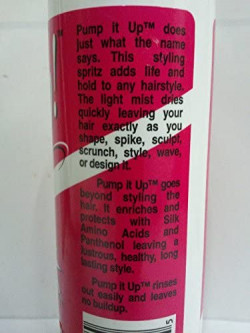 Pump it Up™ does
just what the name
says. This styling
spritz adds life and
hold to any hairstyle.
The light mist dries
quickly leaving your
hair exactly as you
shape, spike, sculpt,
scrunch, style, wave,
or design it.
Pump it Up™ goes
beyond styling the
hair. It enriches and
protects with Silk
Amino Acids and
Panthenol leaving a
lustrous, healthy, long
lasting style.
Pump it Up™ rinses
out easily and leaves
no buildup.
5